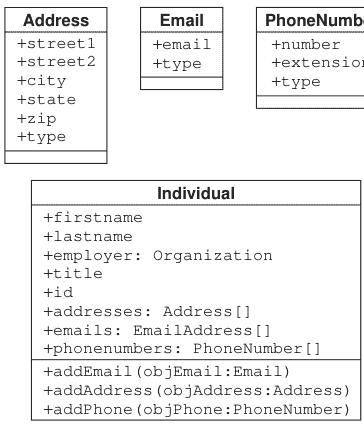 Address
+street1
+street2
+city
+state
+zip
+type
Email
+email
+type
PhoneNumbe
+number
+extension
+type
Individual
+firstname
+lastname
+employer: Organization
+title
+id
+addresses: Address[]
+emails: EmailAddress[]
+phonenumbers: PhoneNumber[]
+addEmail(objEmail:Email)
+addAddress(objAddress:Address)
+addPhone(objPhone:PhoneNumber)